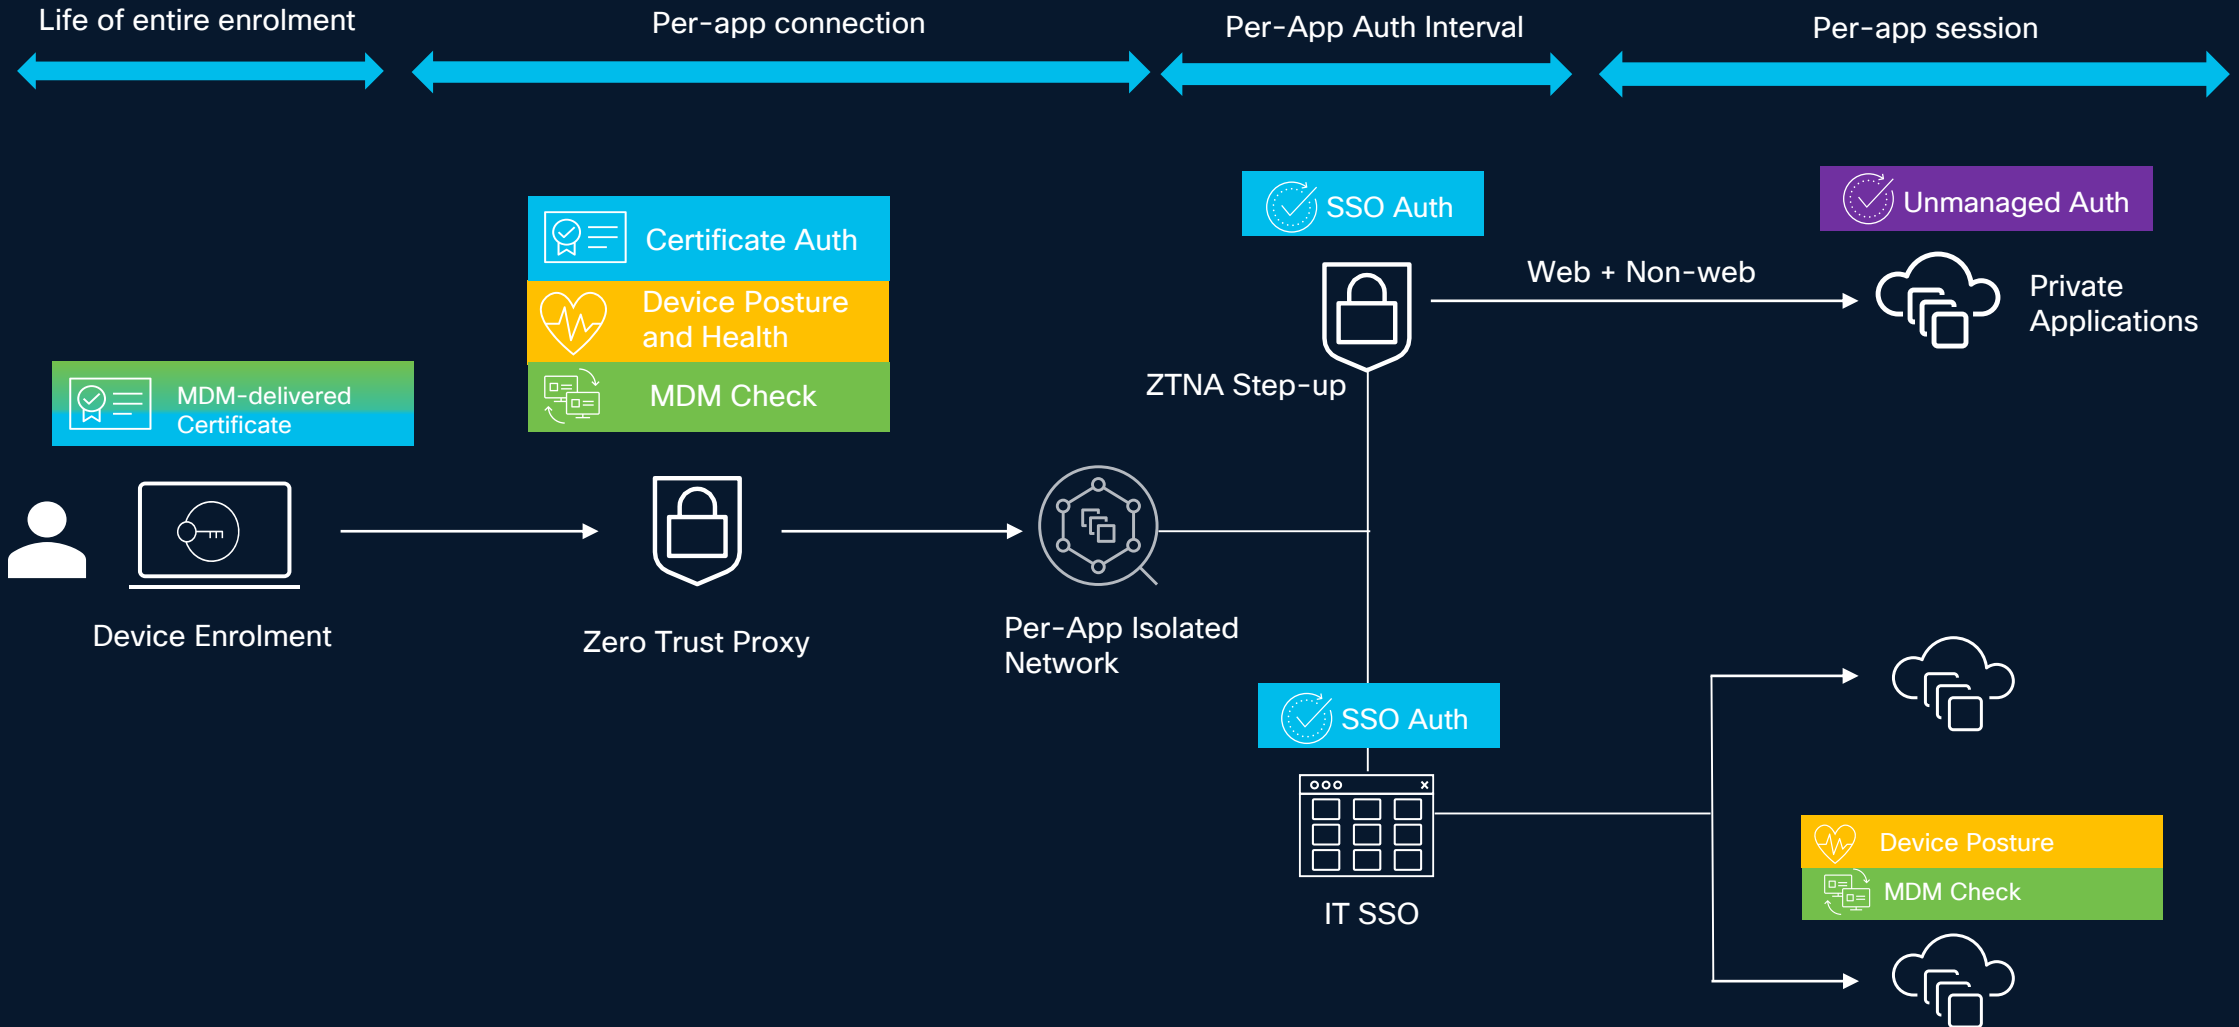 Life of entire enrolment
Per-app connection
Per-App Auth Interval
Per-app session
MDM-delivered
Certificate
Device Enrolment
Certificate Auth
Device Posture
and Health
MDM Check
Zero Trust Proxy
Per-App Isolated
Network
SSO Auth
ZTNA Step-up
Web + Non-web
Unmanaged Auth
Private
Applications
SSO Auth
IT SSO
Device Posture
MDM Check